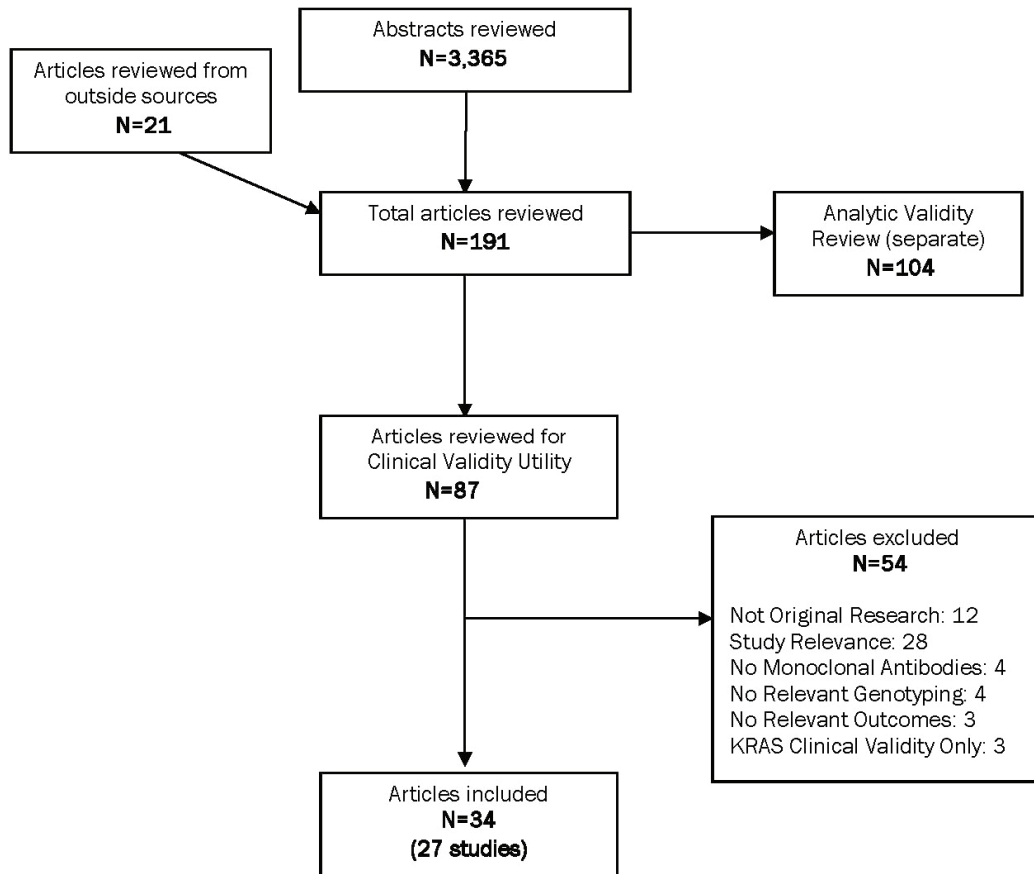 Abstracts reviewed
N=3,365
Articles reviewed from
outside sources
N=21
Total articles reviewed
N=191
Analytic Validity
Review (separate)
N=104
Articles reviewed for
Clinical Validity Utility
N=87
Articles excluded
N=54
Not Original Research: 12
Study Relevance: 28
No Monoclonal Antibodies: 4
No Relevant Genotyping: 4
No Relevant Outcomes: 3
KRAS Clinical Validity Only: 3
Articles included
N=34
(27 studies)